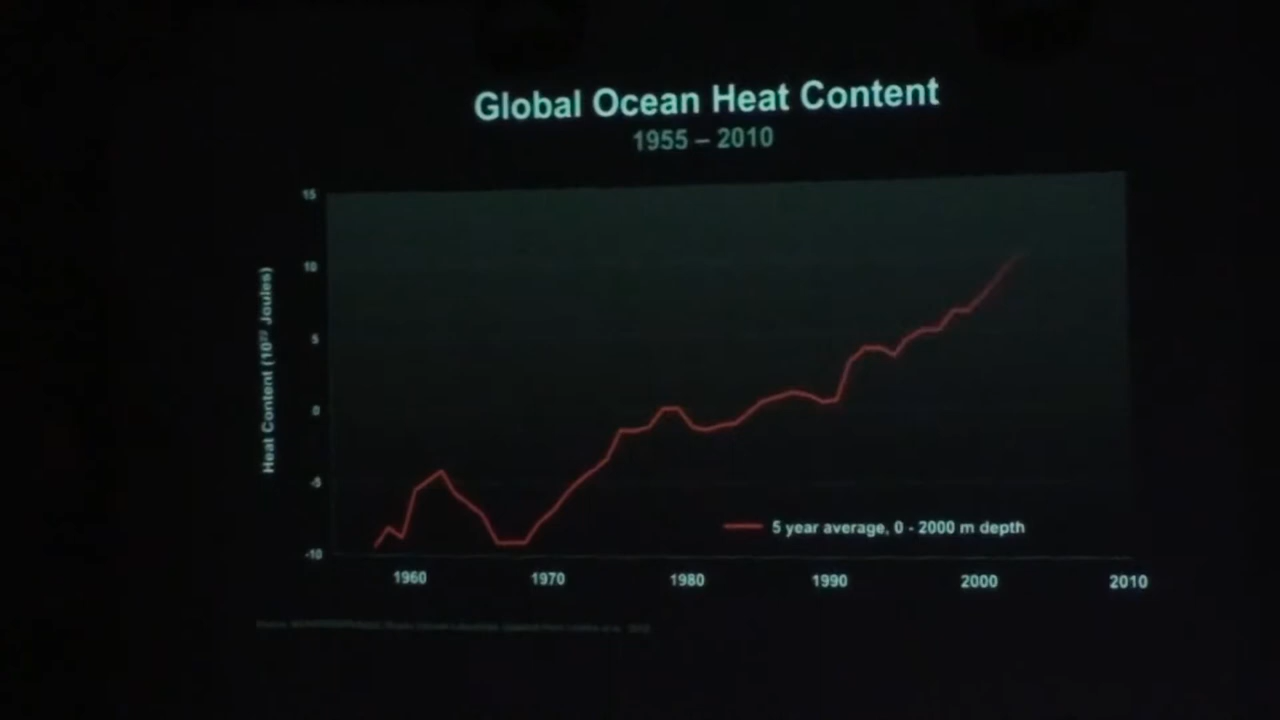 Global Ocean Heat Content
1955 – 2010
15
10
5
0
-5
-10
Heat Content (10²² Joules)
5 year average, 0 - 2000 m depth
1960 1970 1980 1990 2000 2010